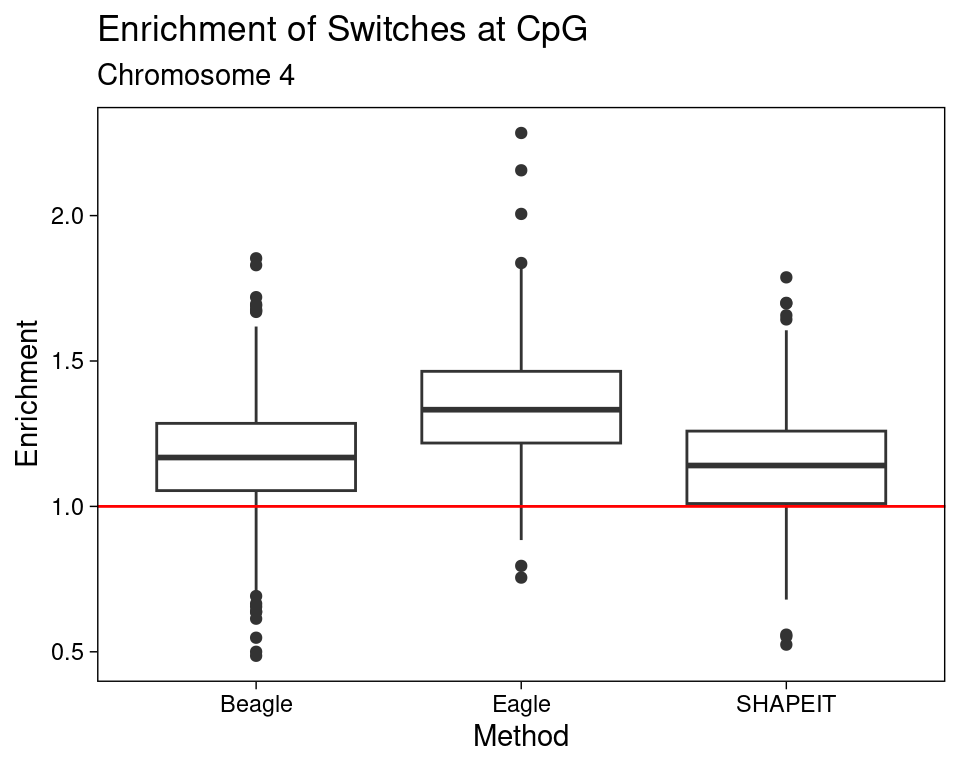 Enrichment of Switches at CpG
Chromosome 4
Enrichment
2.0
1.5
1.0
0.5
Beagle
Eagle
SHAPEIT
Method